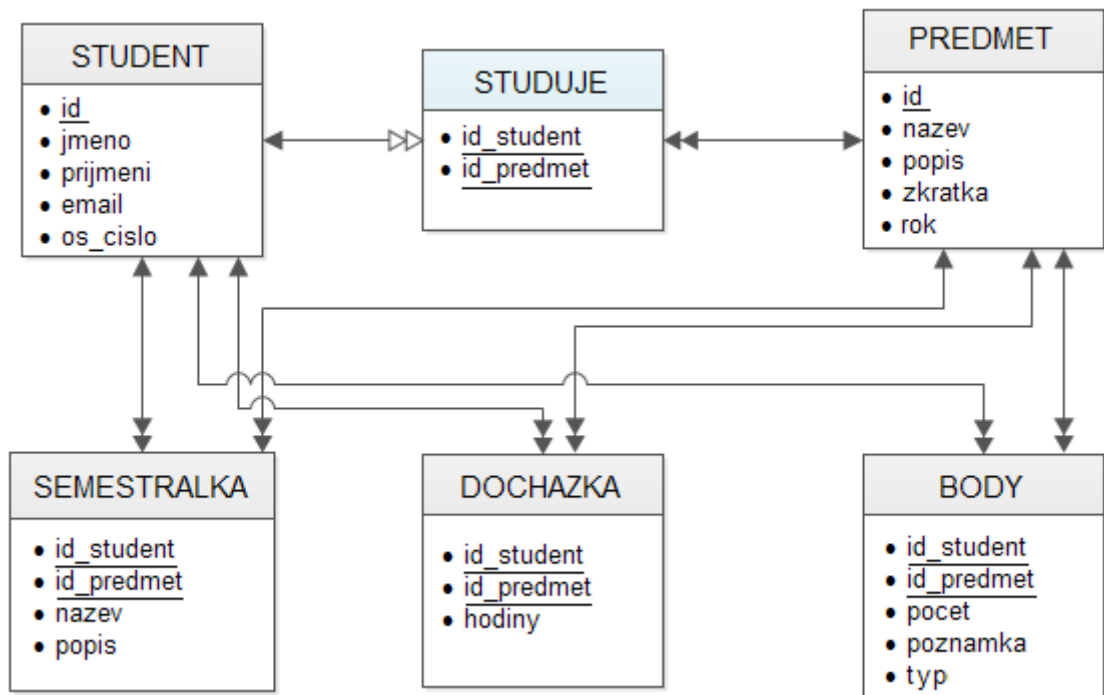 STUDENT
id
jmeno
prijmeni
email
os_cislo
STUDUJE
id_student
id_predmet
PREDMET
id
nazev
popis
zkratka
rok
SEMESTRALKA
id_student
id_predmet
nazev
popis
DOCHAZKA
id_student
id_predmet
hodiny
BODY
id_student
id_predmet
pocet
poznamka
typ